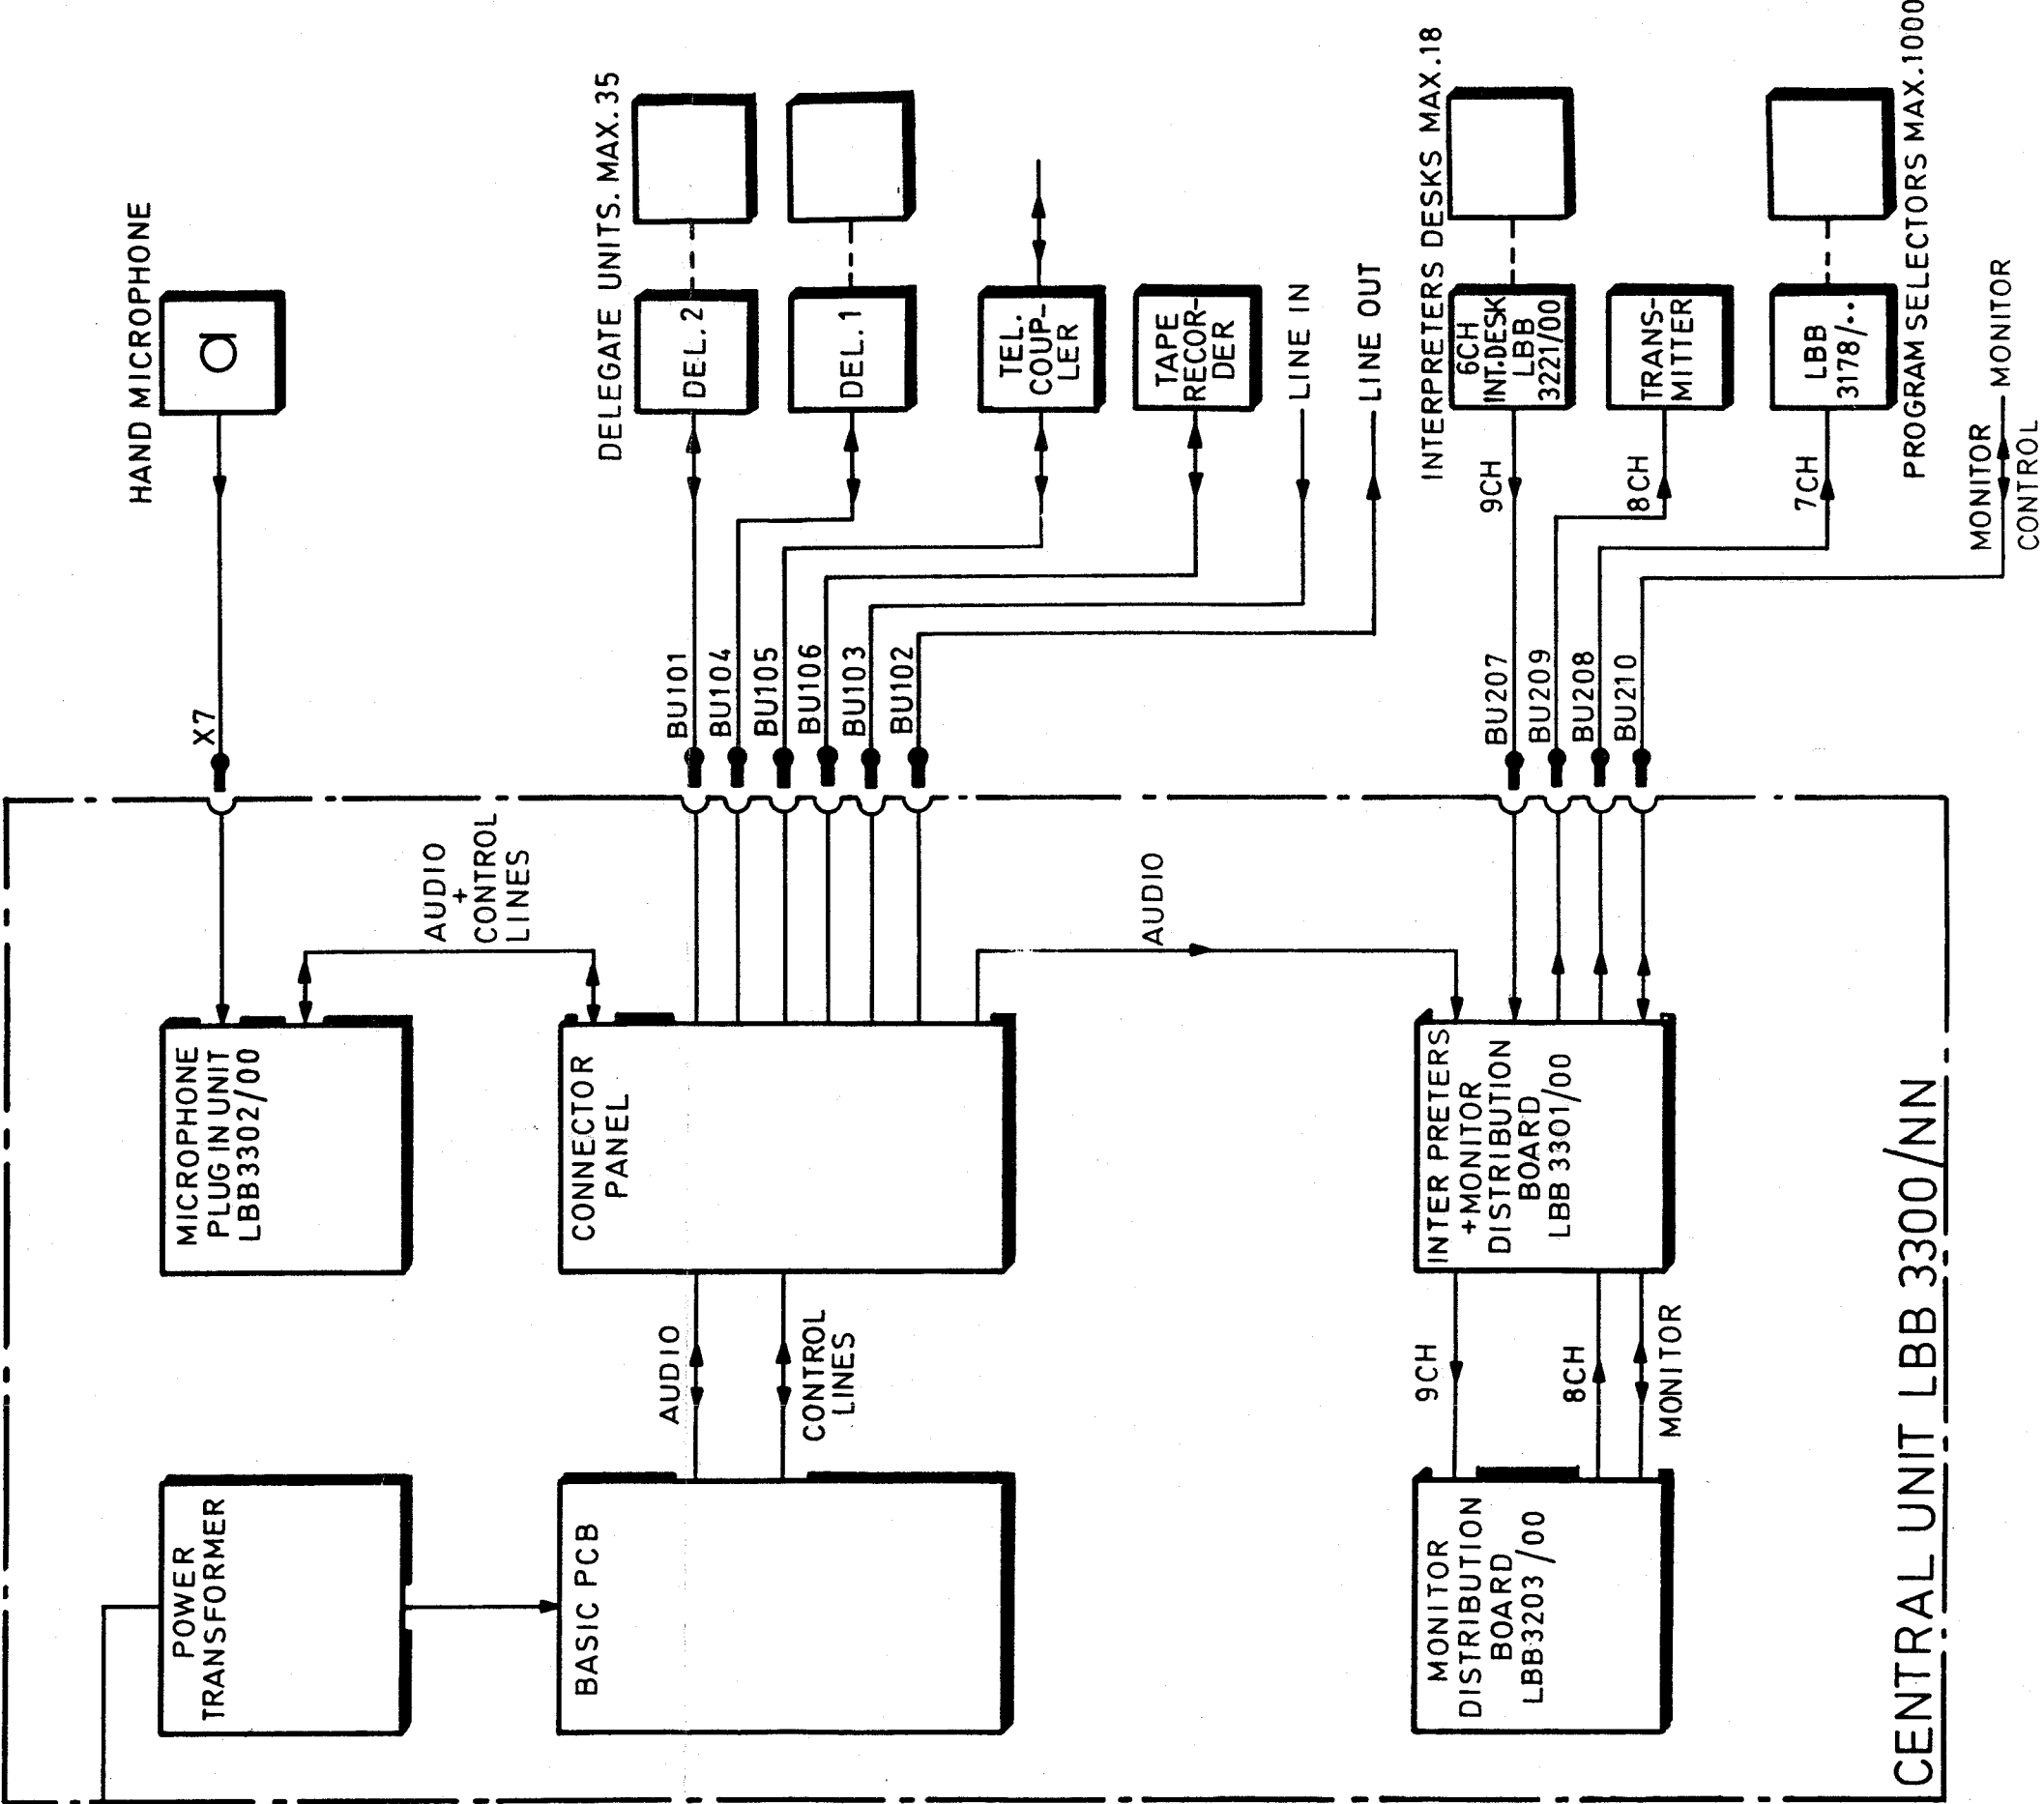 POWER
TRANSFORMER
MICROPHONE
PLUG IN UNIT
LBB3302/00
X7
HAND MICROPHONE
AUDIO
+
CONTROL
LINES
BASIC PCB
AUDIO
CONTROL
LINES
CONNECTOR
PANEL
BU101
BU104
BU105
BU106
BU103
BU102
DELEGATE UNITS. MAX.35
DEL.2
DEL.1
TEL.
COUP-
LER
TAPE
RECOR-
DER
LINE IN
LINE OUT
AUDIO
MONITOR
DISTRIBUTION
BOARD
LBB3203/00
9CH
8CH
MONITOR
INTER PRETERS
+MONITOR
DISTRIBUTION
BOARD
LBB 3301/00
BU207
BU209
BU208
BU210
INTERPRETERS DESKS MAX.18
9CH
6CH
INT.DESK
LBB
3221/00
8CH
TRANS-
MITTER
7CH
LBB
3178/..
PROGRAM SELECTORS MAX.1000
MONITOR
CONTROL
MONITOR
CENTRAL UNIT LBB 3300/NN